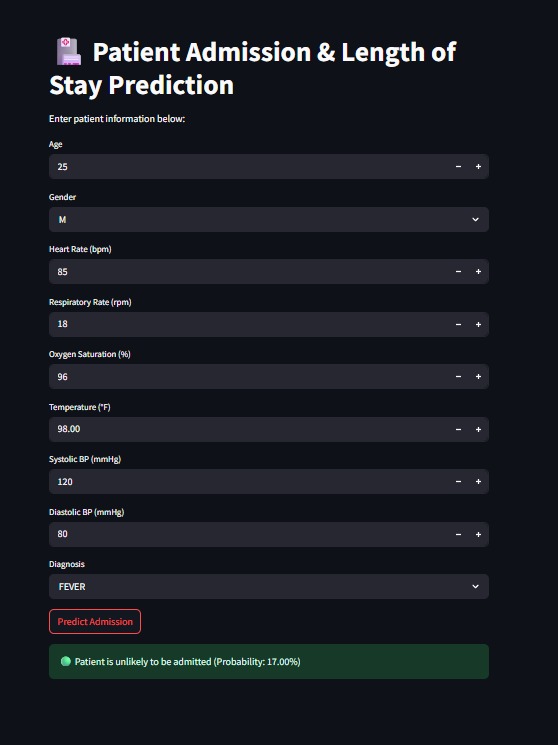 Patient Admission & Length of
Stay Prediction
Enter patient information below:
Age
25
Gender
M
Heart Rate (bpm)
85
Respiratory Rate (rpm)
18
Oxygen Saturation (%)
96
Temperature (°F)
98.00
Systolic BP (mmHg)
120
Diastolic BP (mmHg)
80
Diagnosis
FEVER
Predict Admission
Patient is unlikely to be admitted (Probability: 17.00%)